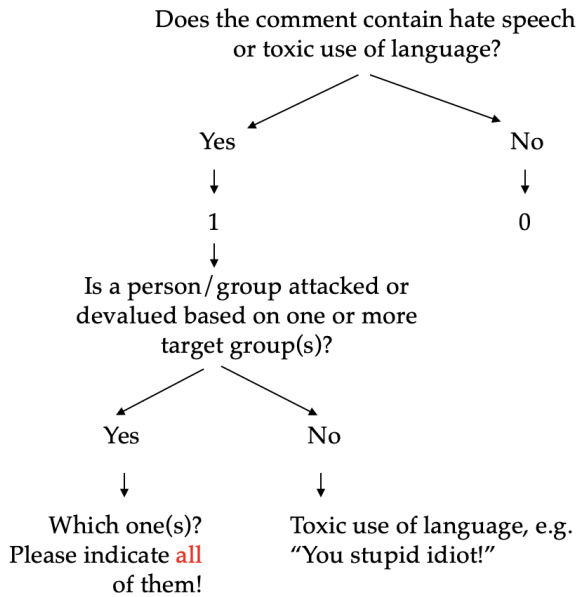 Does the comment contain hate speech
or toxic use of language?
Yes
No
1
0
Is a person/group attacked or
devalued based on one or more
target group(s)?
Yes
No
Which one(s)?
Please indicate all
of them!
Toxic use of language, e.g.
“You stupid idiot!”